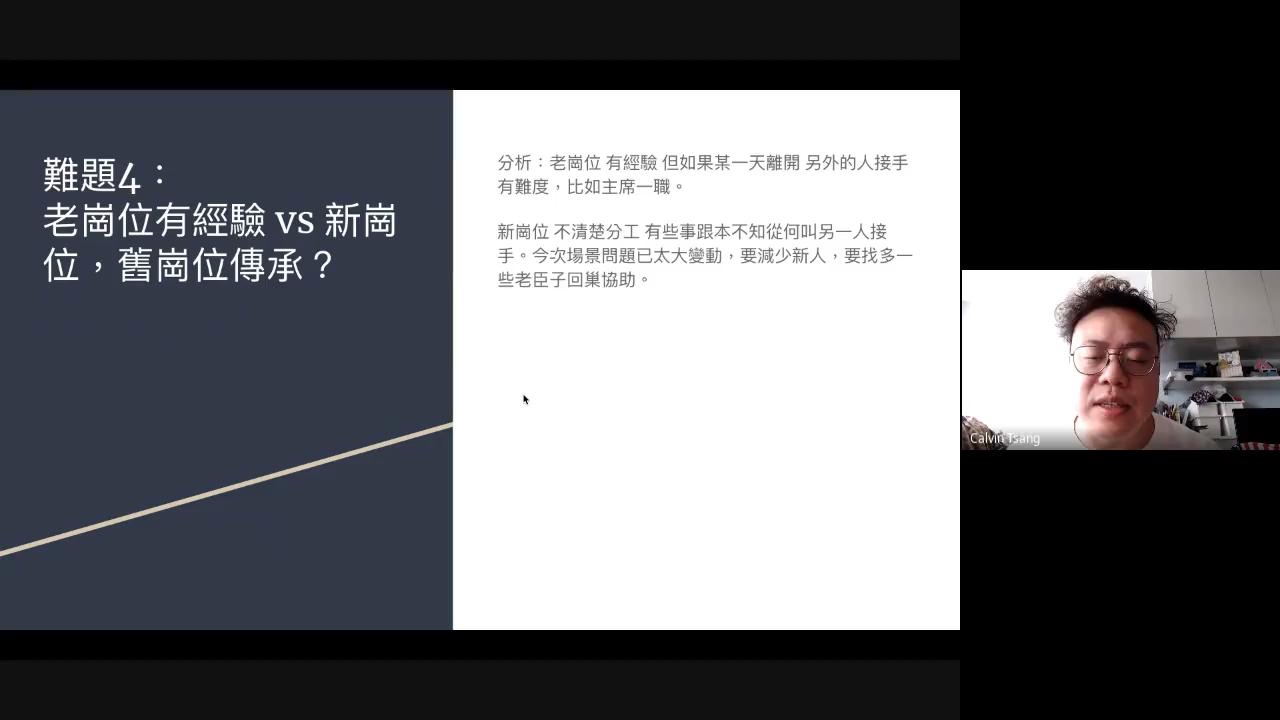 難題4：
老崗位有經驗 vs 新崗
位，舊崗位傳承？
分析：老崗位 有經驗 但如果某一天離開 另外的人接手
有難度，比如主席一職。
新崗位 不清楚分工 有些事跟本不知從何叫另一人接
手。今次場景問題已太大變動，要減少新人，要找多一
些老臣子回巢協助。
Calvin Tsang